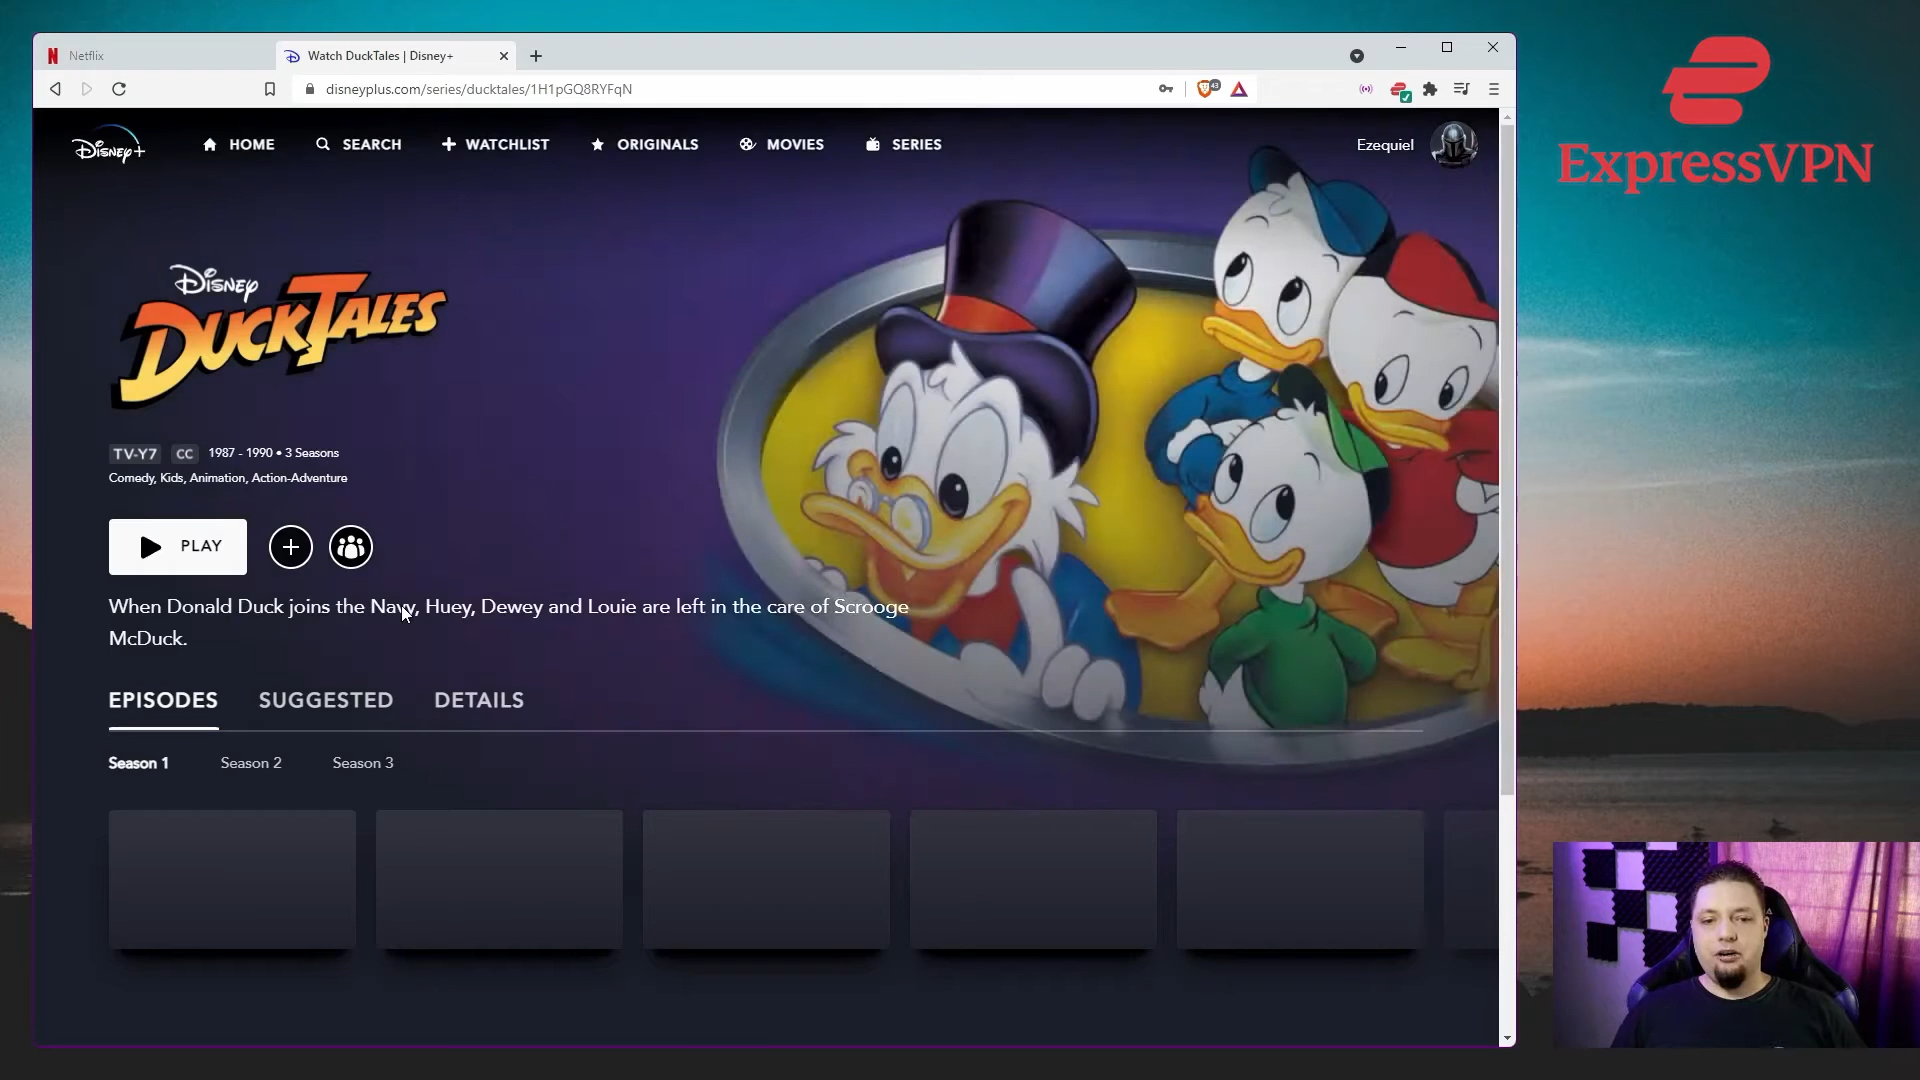 Netflix
Watch DuckTales | Disney+
disneyplus.com/series/ducktales/1H1pGQ8RYFqN
43
ExpressVPN
Disney+
HOME
SEARCH
WATCHLIST
ORIGINALS
MOVIES
SERIES
Ezequiel
Disney
DUCKTALES
TV-Y7 CC 1987 - 1990 • 3 Seasons
Comedy, Kids, Animation, Action-Adventure
PLAY
When Donald Duck joins the Navy, Huey, Dewey and Louie are left in the care of Scrooge
McDuck.
EPISODES
SUGGESTED
DETAILS
Season 1
Season 2
Season 3